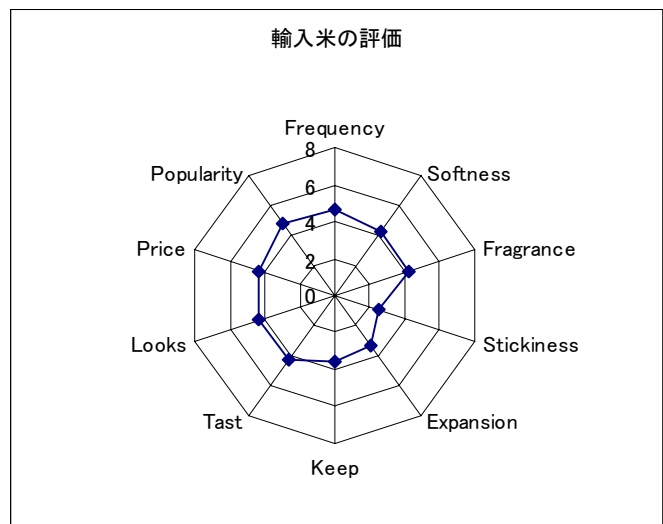 輸入米の評価
Frequency
8
Popularity
Softness
6
4
Price
Fragrance
2
0
Looks
Stickiness
Tast
Expansion
Keep